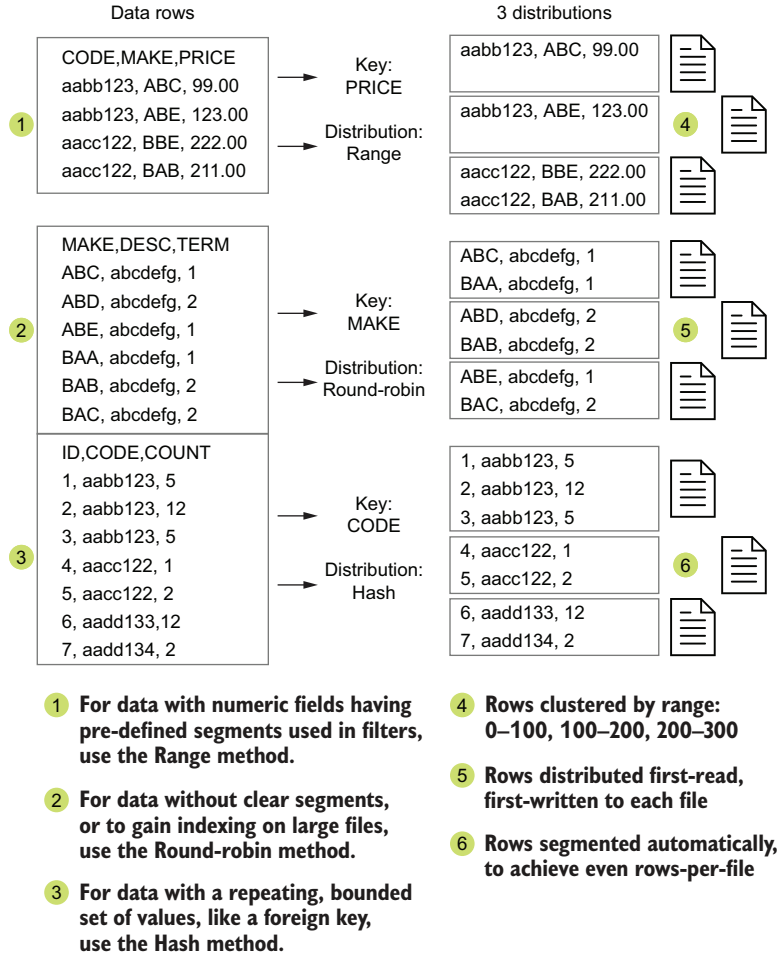 Data rows
3 distributions
1
CODE,MAKE,PRICE
aabb123, ABC, 99.00
aabb123, ABE, 123.00
aacc122, BBE, 222.00
aacc122, BAB, 211.00
Key:
PRICE
Distribution:
Range
aabb123, ABC, 99.00
aabb123, ABE, 123.00
aacc122, BBE, 222.00
aacc122, BAB, 211.00
4
2
MAKE,DESC,TERM
ABC, abcdefg, 1
ABD, abcdefg, 2
ABE, abcdefg, 1
BAA, abcdefg, 1
BAB, abcdefg, 2
BAC, abcdefg, 2
Key:
MAKE
Distribution:
Round-robin
ABC, abcdefg, 1
BAA, abcdefg, 1
ABD, abcdefg, 2
BAB, abcdefg, 2
ABE, abcdefg, 1
BAC, abcdefg, 2
5
3
ID,CODE,COUNT
1, aabb123, 5
2, aabb123, 12
3, aabb123, 5
4, aacc122, 1
5, aacc122, 2
6, aadd133,12
7, aadd134, 2
Key:
CODE
Distribution:
Hash
1, aabb123, 5
2, aabb123, 12
3, aabb123, 5
4, aacc122, 1
5, aacc122, 2
6, aadd133, 12
7, aadd134, 2
6
1 For data with numeric fields having
pre-defined segments used in filters,
use the Range method.
2 For data without clear segments,
or to gain indexing on large files,
use the Round-robin method.
3 For data with a repeating, bounded
set of values, like a foreign key,
use the Hash method.
4 Rows clustered by range:
0–100, 100–200, 200–300
5 Rows distributed first-read,
first-written to each file
6 Rows segmented automatically,
to achieve even rows-per-file